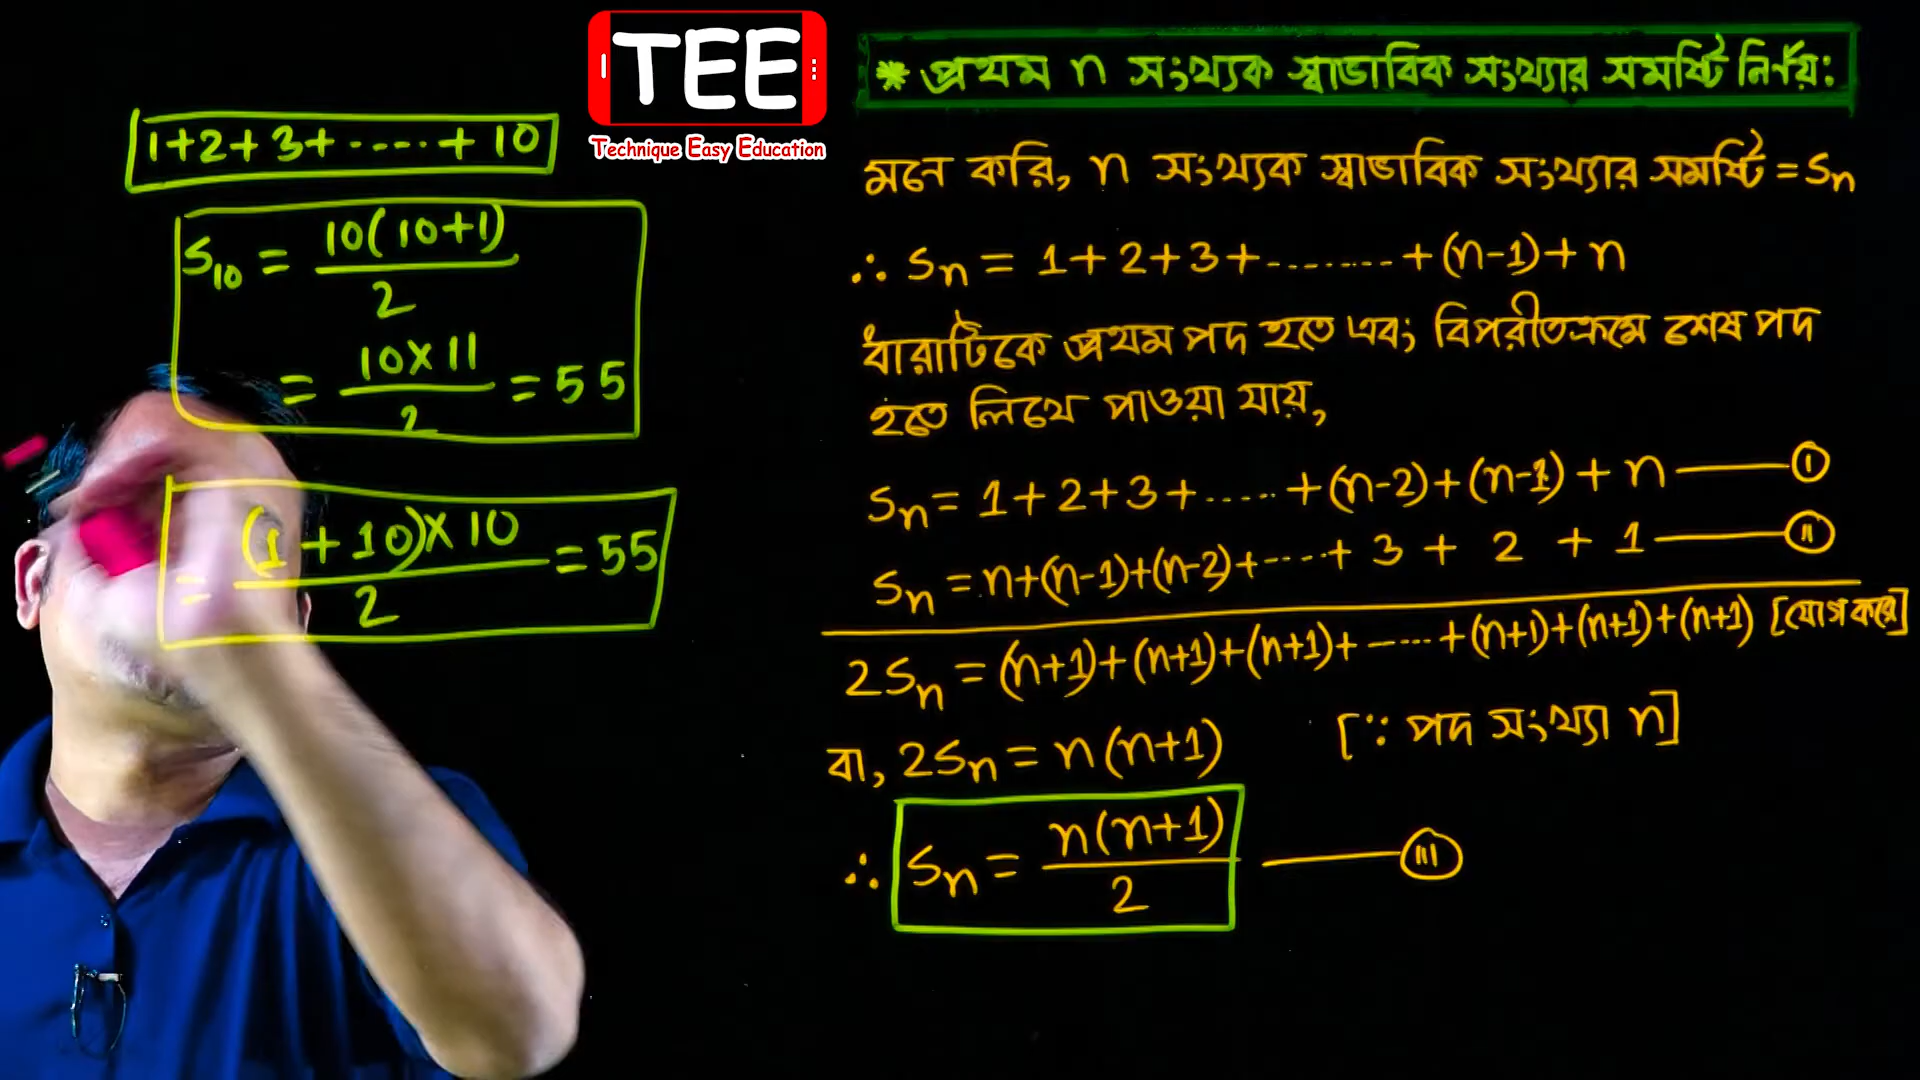 TEE
Technique Easy Education
1+2+3+-----+10
S₁₀ = 10(10+1)/2
= 10×11/2 = 55
= (1+10)×10/2 = 55
* প্রথম n সংখ্যক স্বাভাবিক সংখ্যার সমষ্টি নির্ণয়:
মনে করি, n সংখ্যক স্বাভাবিক সংখ্যার সমষ্টি = Sₙ
∴ Sₙ = 1+2+3+........+(n-1)+n
ধারাটিকে প্রথম পদ হতে এবং বিপরীতক্রমে শেষ পদ
হতে লিখে পাওয়া যায়,
Sₙ = 1+2+3+.....+(n-2)+(n-1)+n —— (i)
Sₙ = n+(n-1)+(n-2)+----+3+2+1 —— (ii)
2Sₙ = (n+1)+(n+1)+(n+1)+-----+(n+1)+(n+1)+(n+1) [যোগ করে]
বা, 2Sₙ = n(n+1) [∵ পদ সংখ্যা n]
∴ Sₙ = n(n+1)/2 —— (iii)